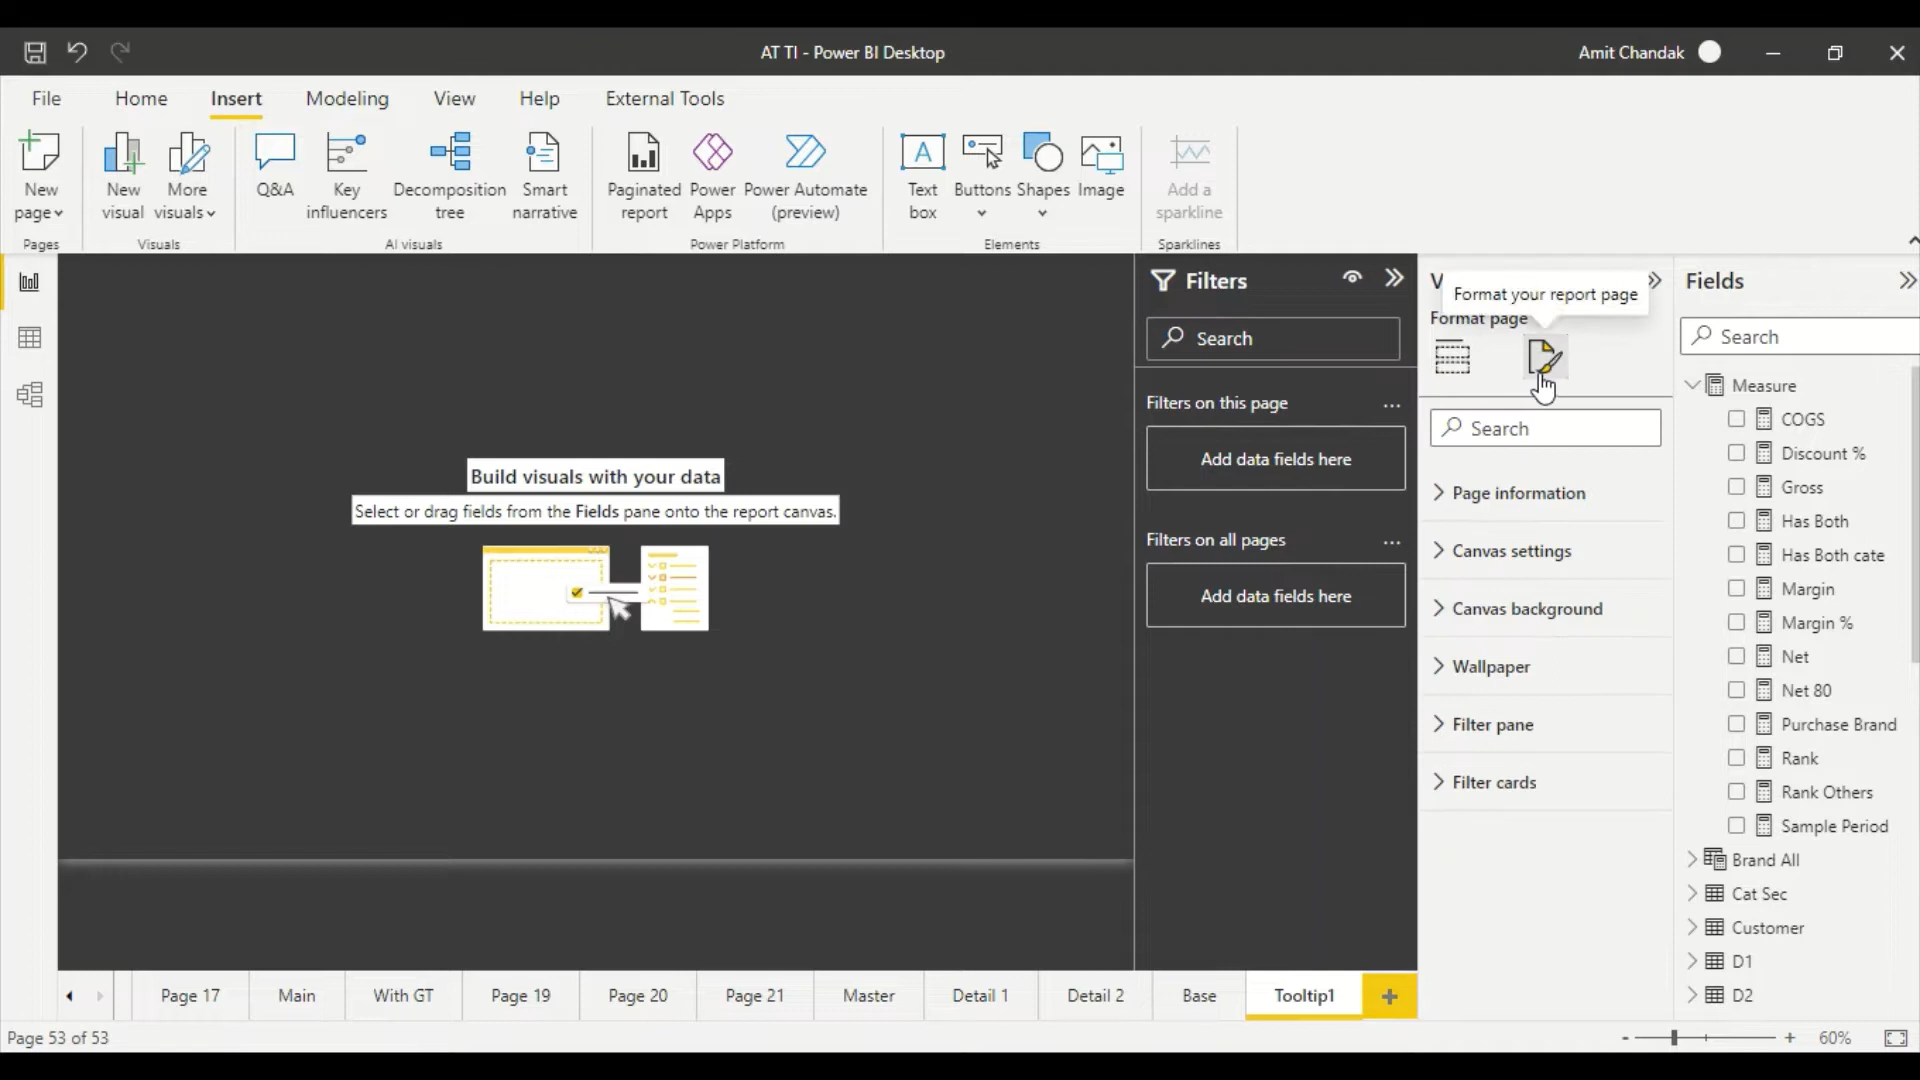 AT TI - Power BI Desktop
Amit Chandak
File
Home
Insert
Modeling
View
Help
External Tools
New
page
New
visual
More
visuals
Q&A
Key
influencers
Decomposition
tree
Smart
narrative
Paginated
report
Power
Apps
Power Automate
(preview)
Text
box
Buttons
Shapes
Image
Add a
sparkline
Pages
Visuals
AI visuals
Power Platform
Elements
Sparklines
Build visuals with your data
Select or drag fields from the Fields pane onto the report canvas.
Filters
Search
Filters on this page
...
Add data fields here
Filters on all pages
...
Add data fields here
V
Format your report page
Format page
Search
Page information
Canvas settings
Canvas background
Wallpaper
Filter pane
Filter cards
Fields
Search
Measure
COGS
Discount %
Gross
Has Both
Has Both cate
Margin
Margin %
Net
Net 80
Purchase Brand
Rank
Rank Others
Sample Period
Brand All
Cat Sec
Customer
D1
D2
Page 17
Main
With GT
Page 19
Page 20
Page 21
Master
Detail 1
Detail 2
Base
Tooltip1
+
Page 53 of 53
- + 60%